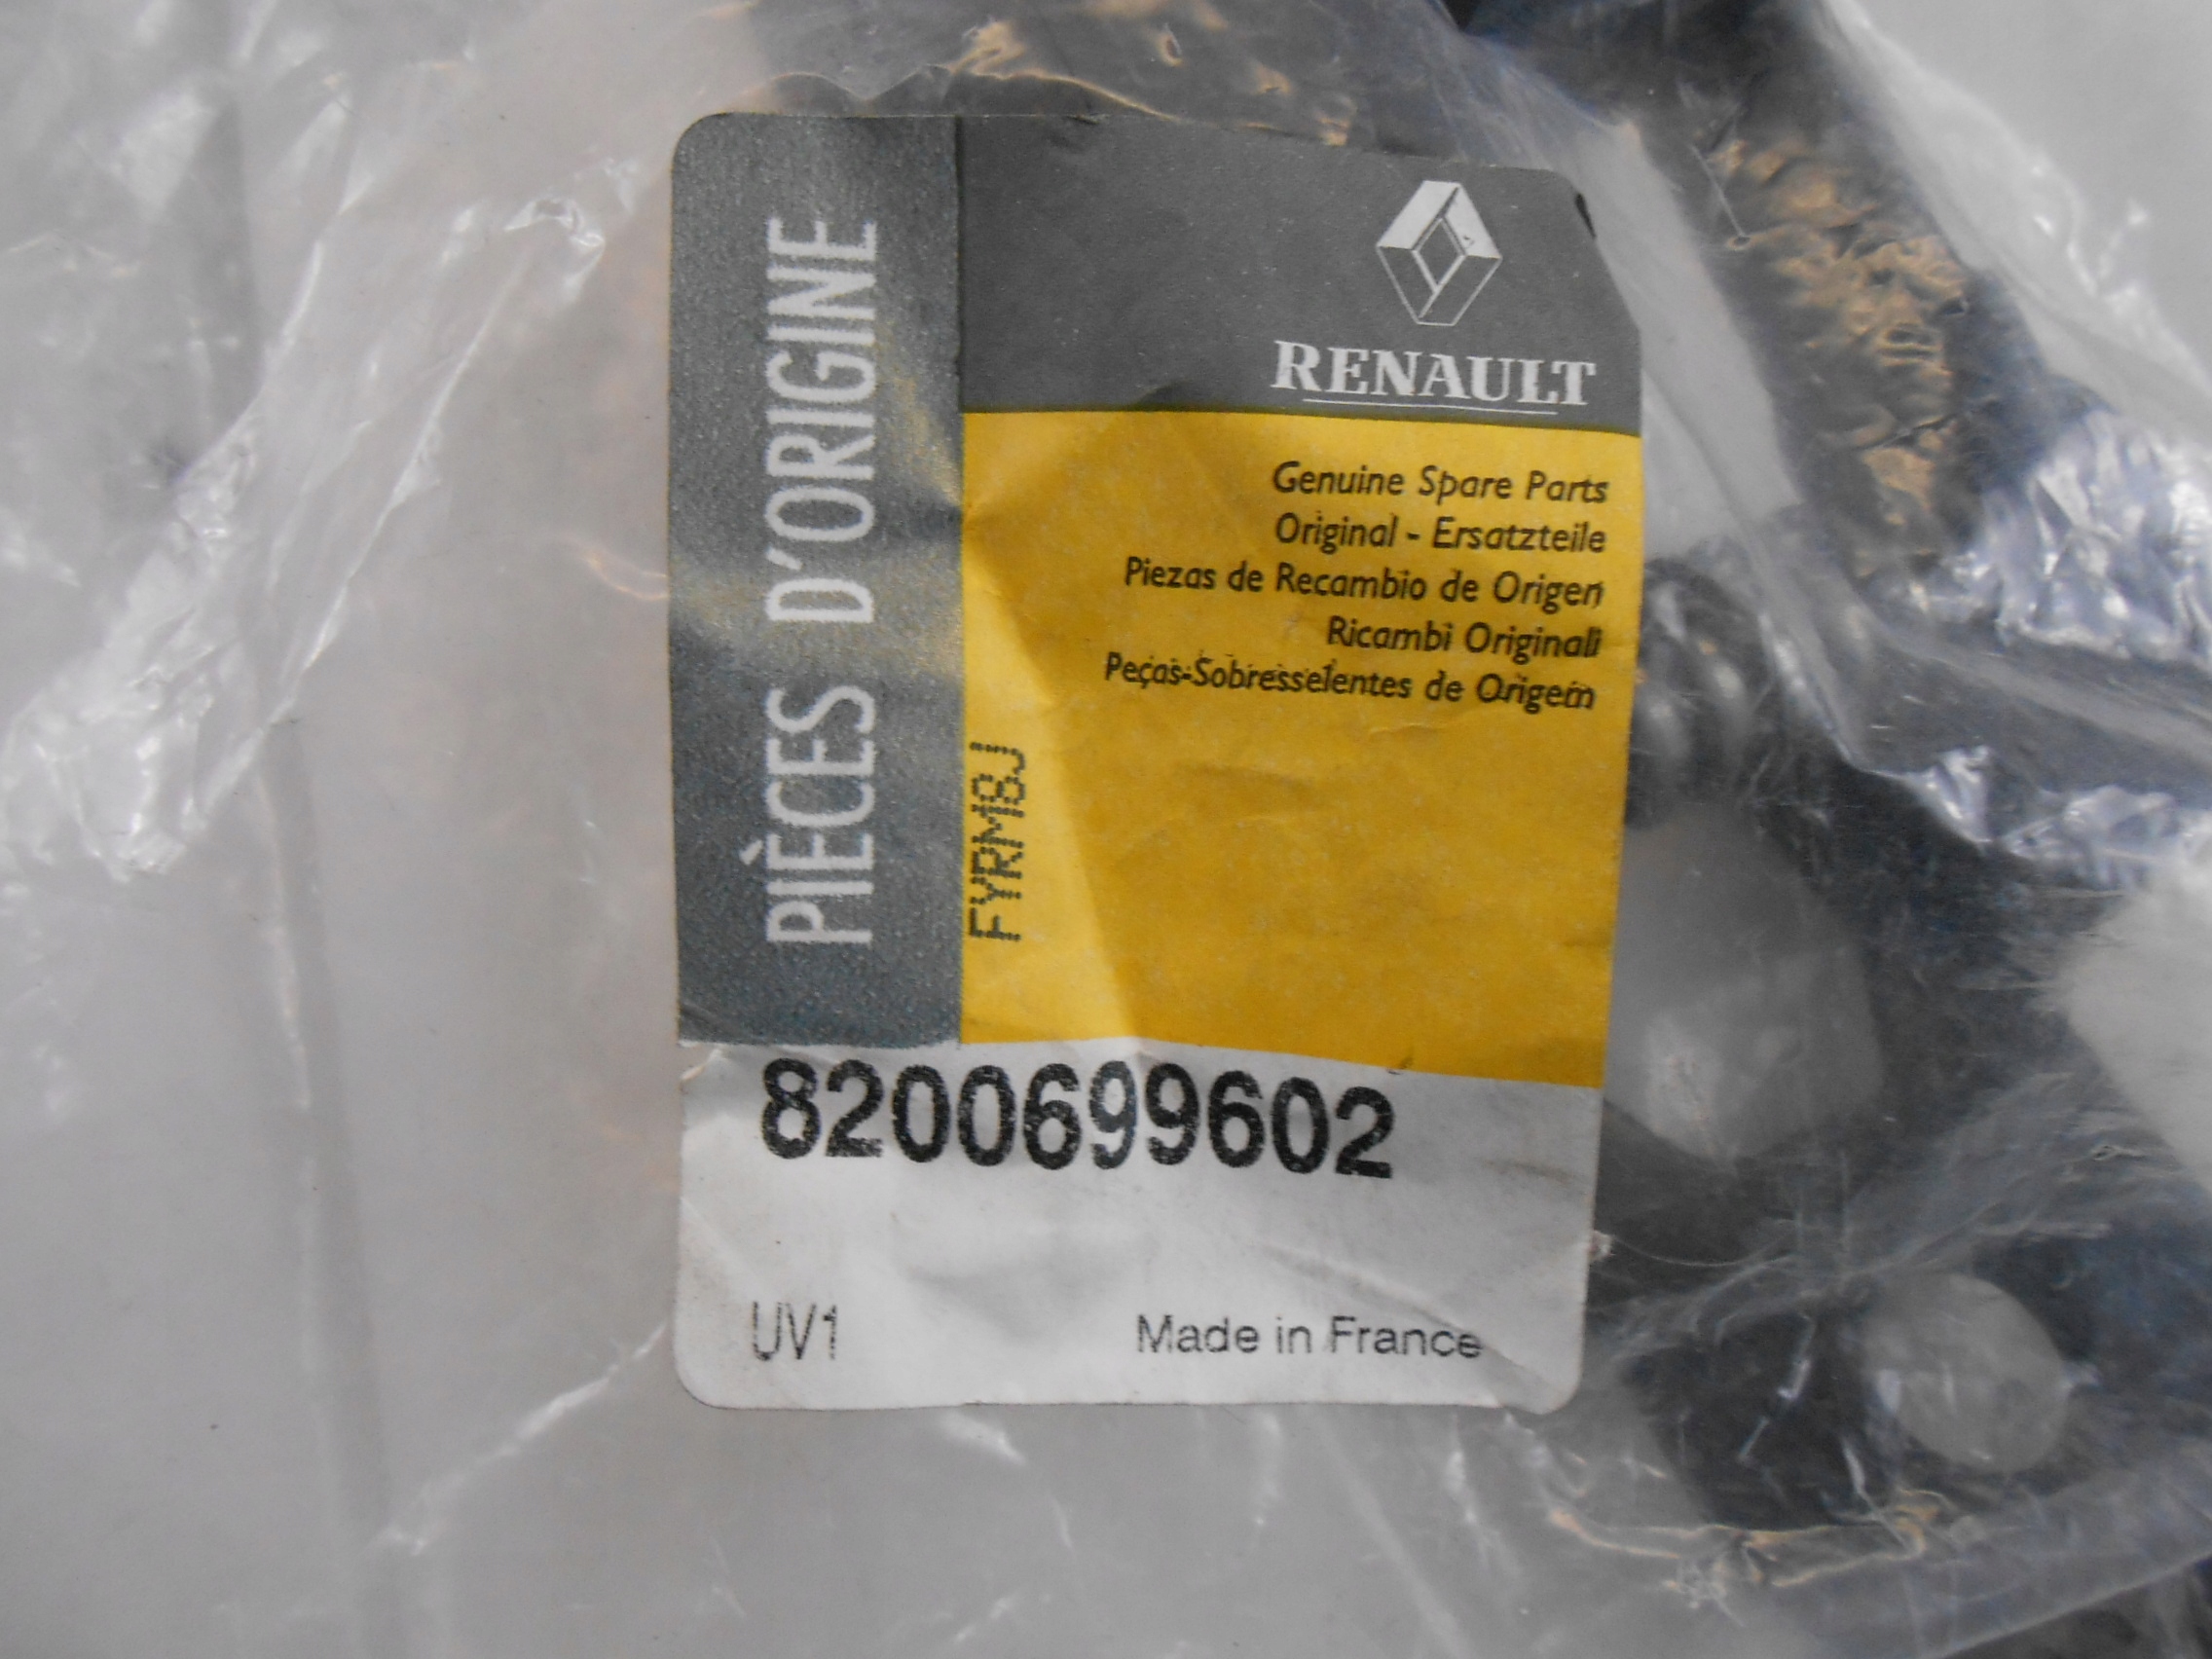 PIÈCES D'ORIGINE
RENAULT
Genuine Spare Parts
Original - Ersatzteile
Piezas de Recambio de Origen
Ricambi Originali
Peças-Sobresselentes de Origem
FYRM8J
8200699602
UV1
Made in France